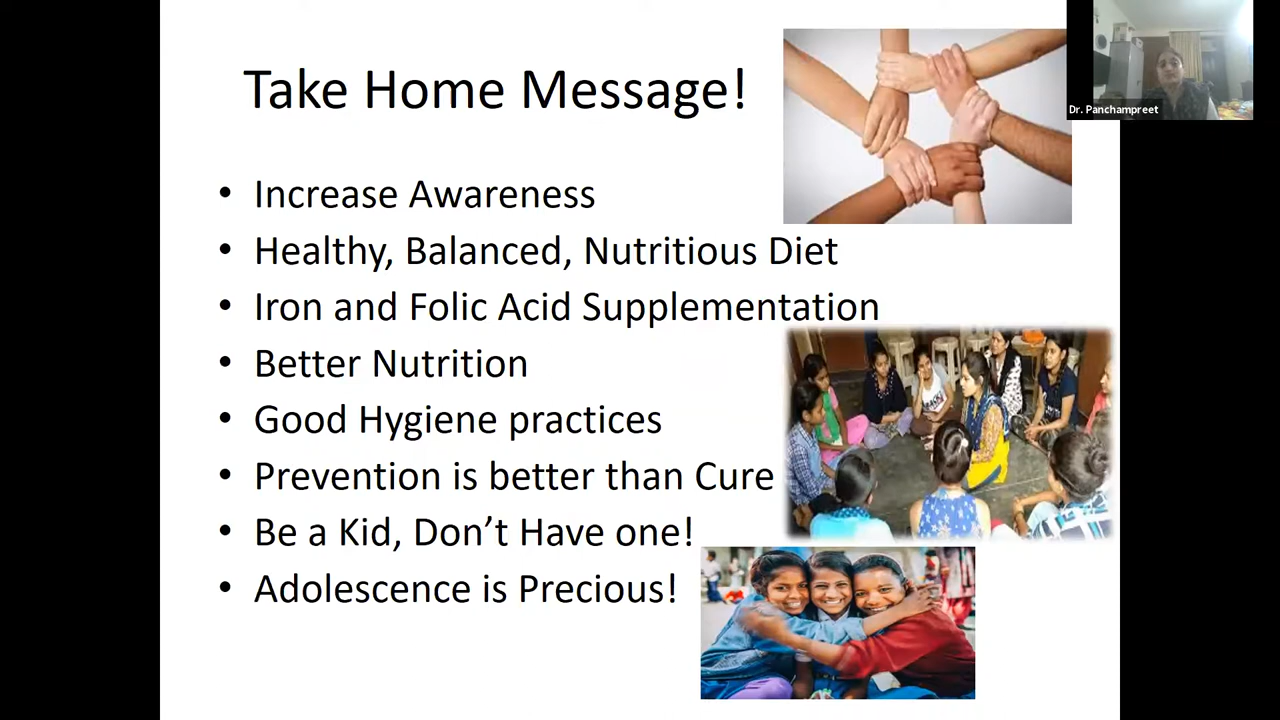 Take Home Message!
Dr. Panchampreet
• Increase Awareness
• Healthy, Balanced, Nutritious Diet
• Iron and Folic Acid Supplementation
• Better Nutrition
• Good Hygiene practices
• Prevention is better than Cure
• Be a Kid, Don’t Have one!
• Adolescence is Precious!